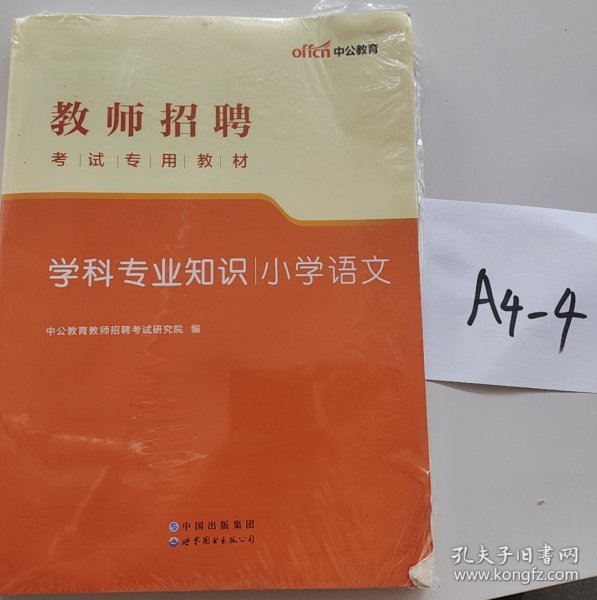 offcn 中公教育
教师招聘
考试专用教材
学科专业知识|小学语文
中公教育教师招聘考试研究院 编
A4-4
中国出版集团
世界图书出版公司
孔夫子旧书网
www.kongfz.com